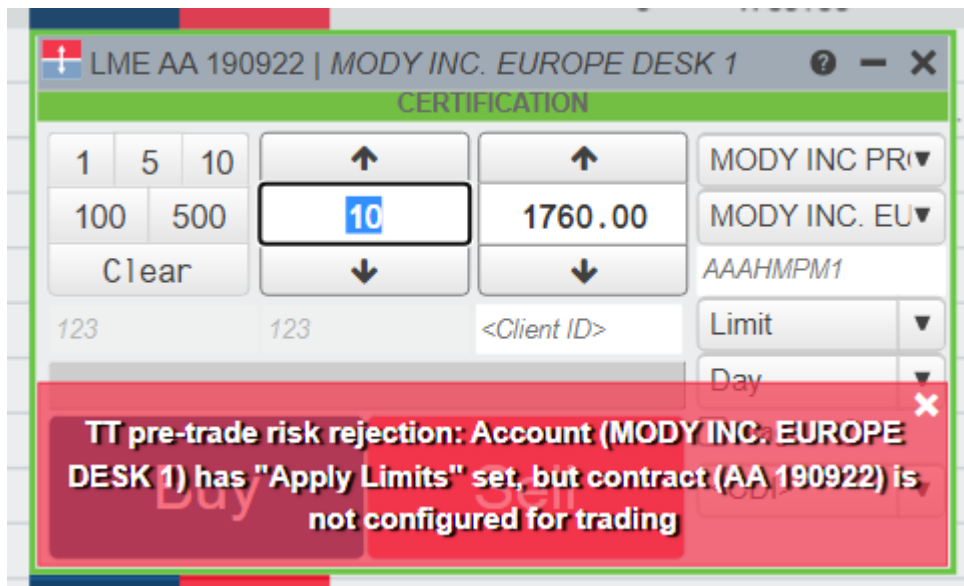 LME AA 190922 | MODY INC. EUROPE DESK 1
CERTIFICATION
1 5 10
100 500
Clear
10
1760.00
MODY INC PR
MODY INC. EU
AAAHMPM1
123
123
<Client ID>
Limit
Day
TT pre-trade risk rejection: Account (MODY INC. EUROPE
DESK 1) has "Apply Limits" set, but contract (AA 190922) is
not configured for trading
Buy
Sell